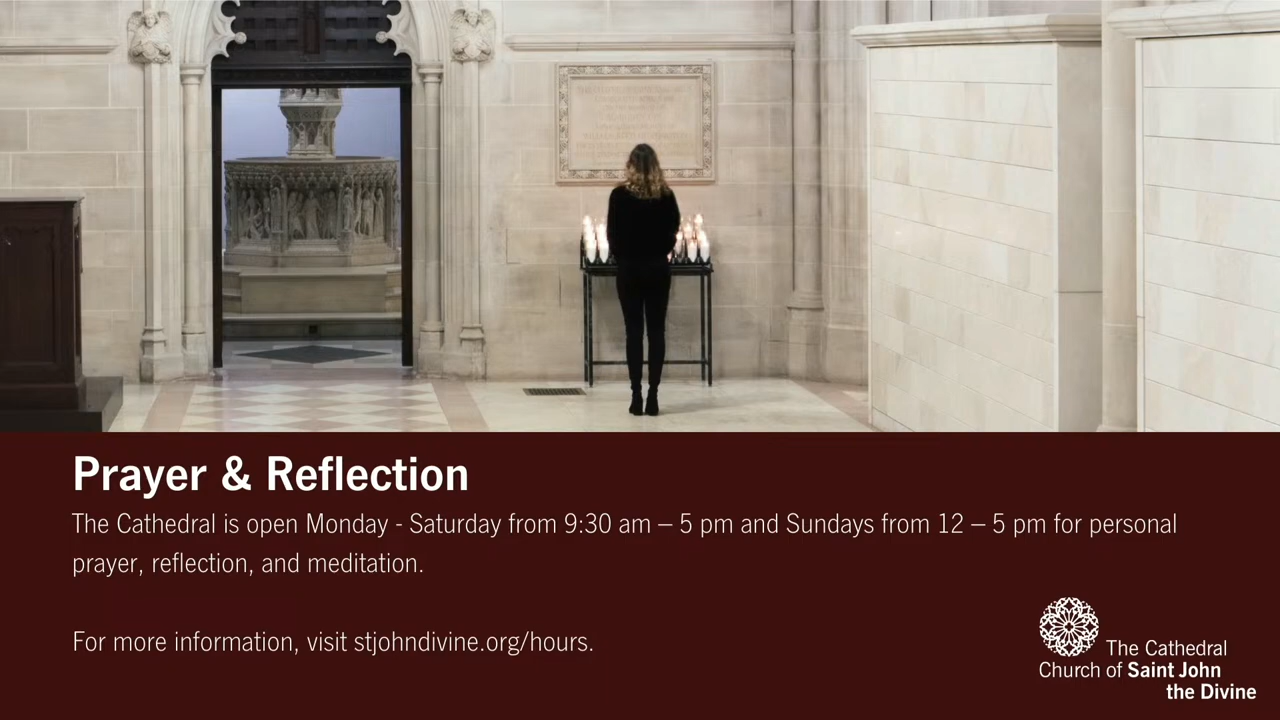 Prayer & Reflection
The Cathedral is open Monday - Saturday from 9:30 am – 5 pm and Sundays from 12 – 5 pm for personal
prayer, reflection, and meditation.
For more information, visit stjohndivine.org/hours.
The Cathedral
Church of Saint John
the Divine